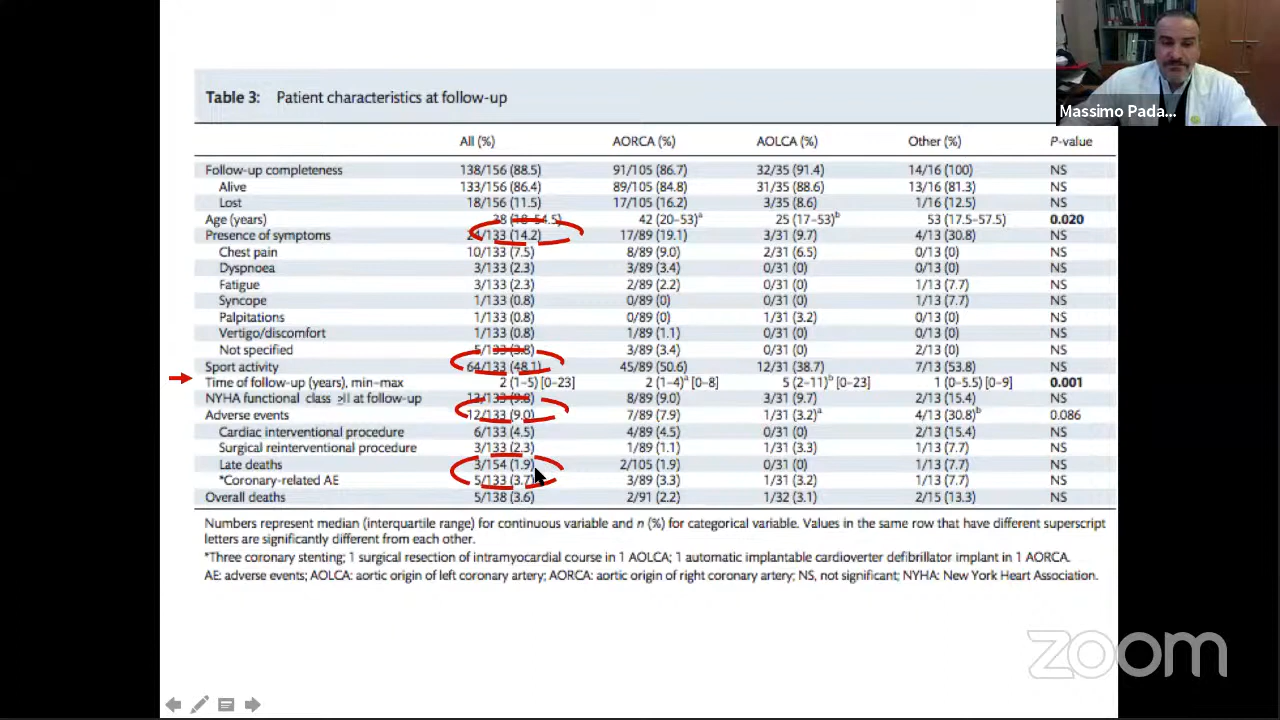 Massimo Pada...
Table 3: Patient characteristics at follow-up
All (%) AORCA (%) AOLCA (%) Other (%) P-value
Follow-up completeness 138/156 (88.5) 91/105 (86.7) 32/35 (91.4) 14/16 (100) NS
Alive 133/156 (86.4) 89/105 (84.8) 31/35 (88.6) 13/16 (81.3) NS
Lost 18/156 (11.5) 17/105 (16.2) 3/35 (8.6) 1/16 (12.5) NS
Age (years) 42 (20–53)a 25 (17–53)b 53 (17.5–57.5) 0.020
Presence of symptoms (14.2) 17/89 (19.1) 3/31 (9.7) 4/13 (30.8) NS
Chest pain 10/133 (7.5) 8/89 (9.0) 2/31 (6.5) 0/13 (0) NS
Dyspnoea 3/133 (2.3) 3/89 (3.4) 0/31 (0) 0/13 (0) NS
Fatigue 3/133 (2.3) 2/89 (2.2) 0/31 (0) 1/13 (7.7) NS
Syncope 1/133 (0.8) 0/89 (0) 0/31 (0) 1/13 (7.7) NS
Palpitations 1/133 (0.8) 0/89 (0) 1/31 (3.2) 0/13 (0) NS
Vertigo/discomfort 1/133 (0.8) 1/89 (1.1) 0/31 (0) 0/13 (0) NS
Not specified 5/133 (3.8) 3/89 (3.4) 0/31 (0) 2/13 (0) NS
Sport activity 64/133 (48.1) 45/89 (50.6) 12/31 (38.7) 7/13 (53.8) NS
Time of follow-up (years), min–max 2 (1–5) [0–23] 2 (1–4)a [0–8] 5 (2–11)b [0–23] 1 (0–5.5) [0–9] 0.001
NYHA functional class at follow-up 13/133 (9.8) 8/89 (9.0) 3/31 (9.7) 2/13 (15.4) NS
Adverse events 12/133 (9.0) 7/89 (7.9) 1/31 (3.2)a 4/13 (30.8)b 0.086
Cardiac interventional procedure 6/133 (4.5) 4/89 (4.5) 0/31 (0) 2/13 (15.4) NS
Surgical reinterventional procedure 3/133 (2.3) 1/89 (1.1) 1/31 (3.3) 1/13 (7.7) NS
Late deaths 3/154 (1.9) 2/105 (1.9) 0/31 (0) 1/13 (7.7) NS
*Coronary-related AE 5/133 (3.7) 3/89 (3.3) 1/31 (3.2) 1/13 (7.7) NS
Overall deaths 5/138 (3.6) 2/91 (2.2) 1/32 (3.1) 2/15 (13.3) NS
Numbers represent median (interquartile range) for continuous variable and n (%) for categorical variable. Values in the same row that have different superscript
letters are significantly different from each other.
*Three coronary stenting; 1 surgical resection of intramyocardial course in 1 AOLCA; 1 automatic implantable cardioverter defibrillator implant in 1 AORCA.
AE: adverse events; AOLCA: aortic origin of left coronary artery; AORCA: aortic origin of right coronary artery; NS, not significant; NYHA: New York Heart Association.
zoom